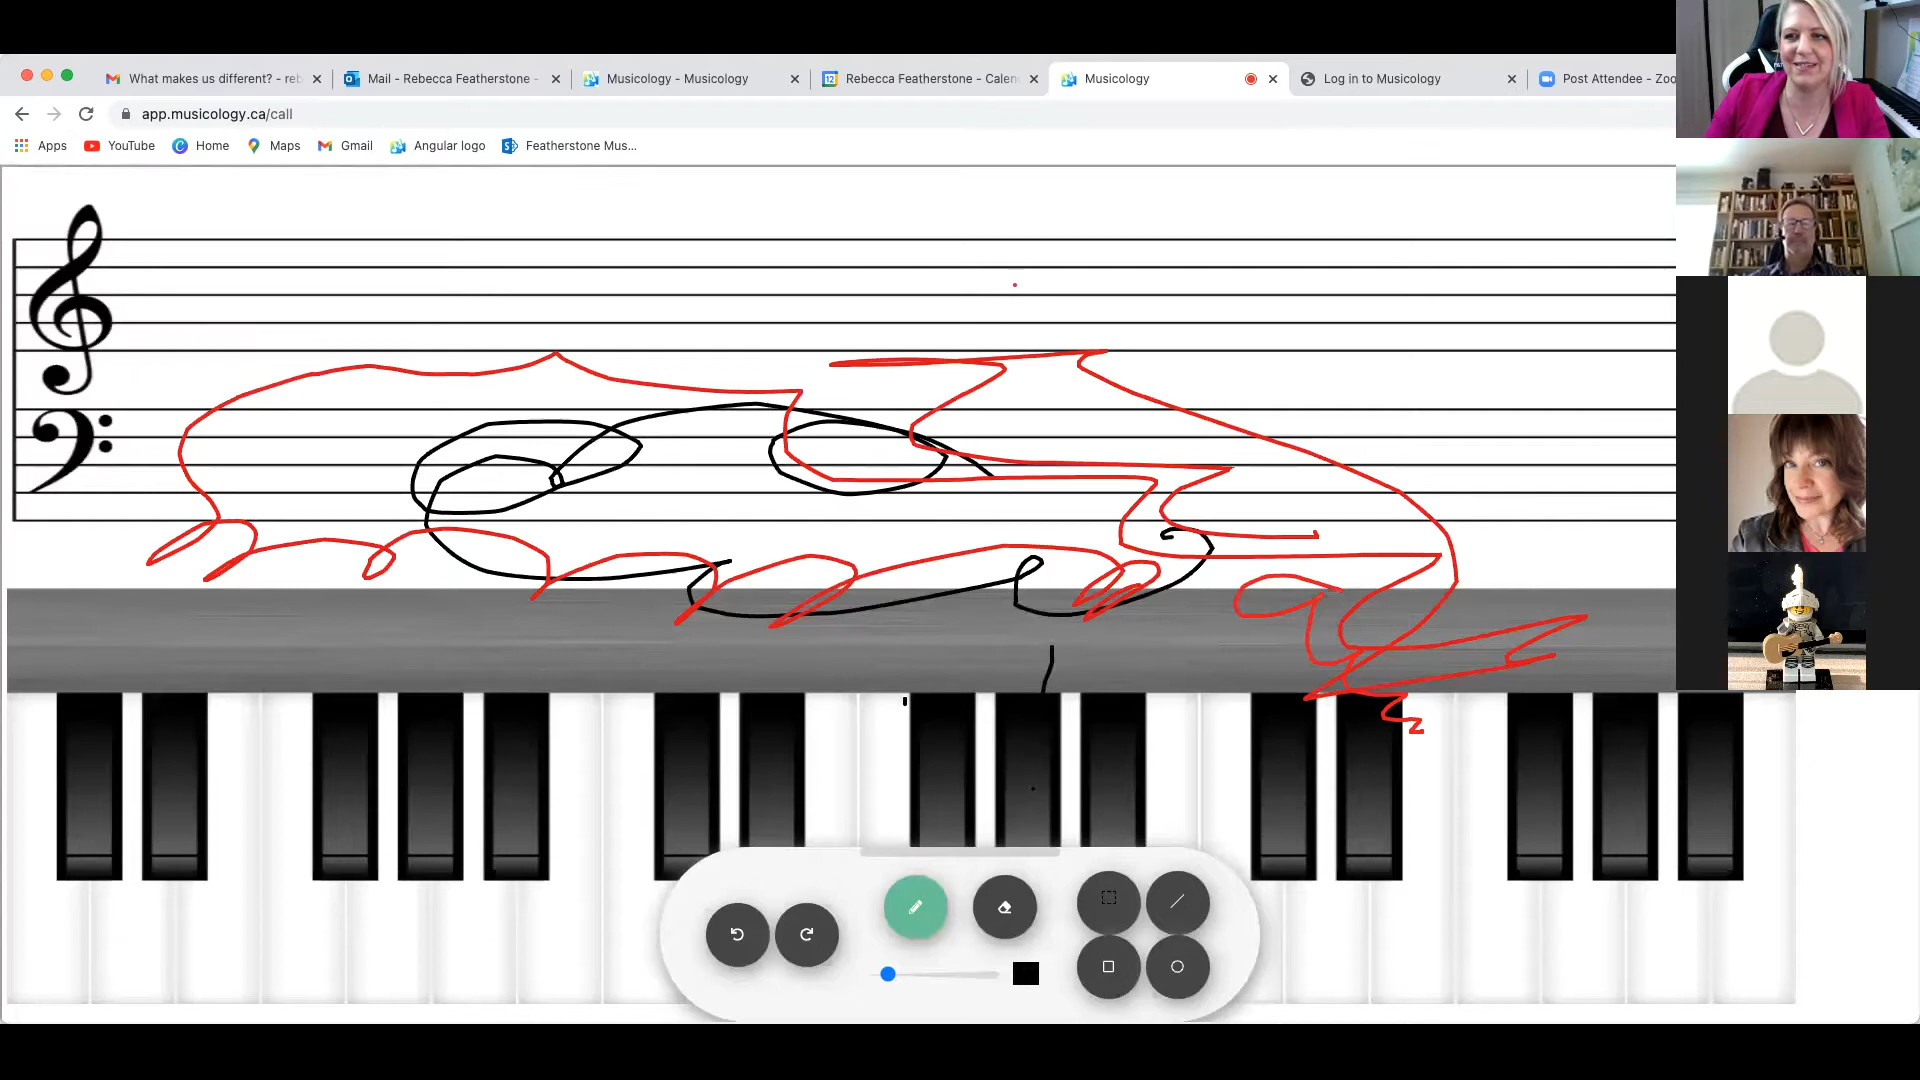 What makes us different? - reb
Mail - Rebecca Featherstone -
Musicology - Musicology
Rebecca Featherstone - Calen
Musicology
Log in to Musicology
Post Attendee - Zoo
app.musicology.ca/call
Apps
YouTube
Home
Maps
Gmail
Angular logo
Featherstone Mus...